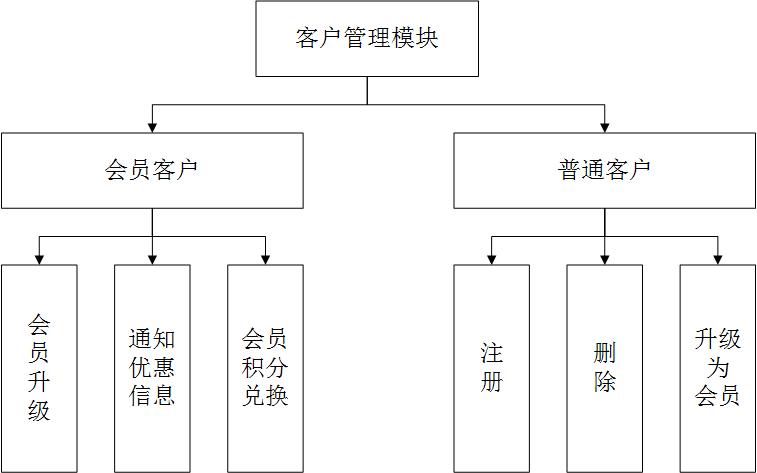 客户管理模块
会员客户
普通客户
会
员
升
级
通知
优惠
信息
会员
积分
兑换
注
册
删
除
升级
为
会员